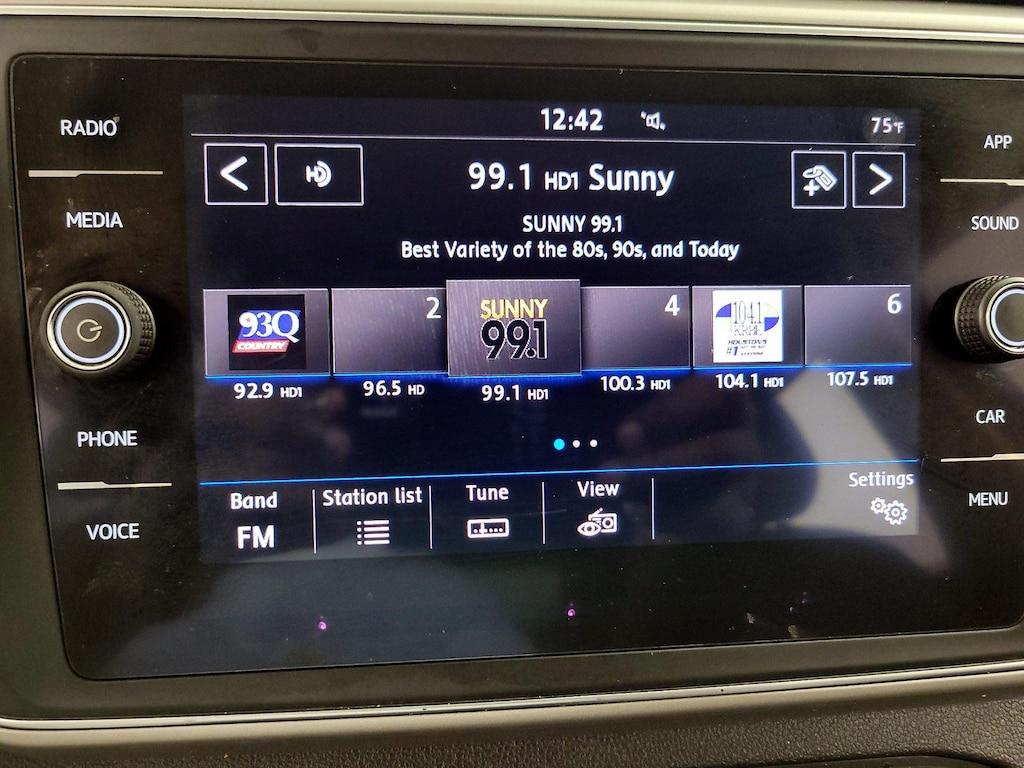 RADIO
MEDIA
PHONE
VOICE
APP
SOUND
CAR
MENU
12:42
75°F
99.1 HD1 Sunny
SUNNY 99.1
Best Variety of the 80s, 90s, and Today
93Q
COUNTRY
2
SUNNY
99.1
4
104.1
KRBE
HOUSTON'S
#1
6
92.9 HD1
96.5 HD
99.1 HD1
100.3 HD1
104.1 HD1
107.5 HD1
Band
FM
Station list
Tune
View
Settings